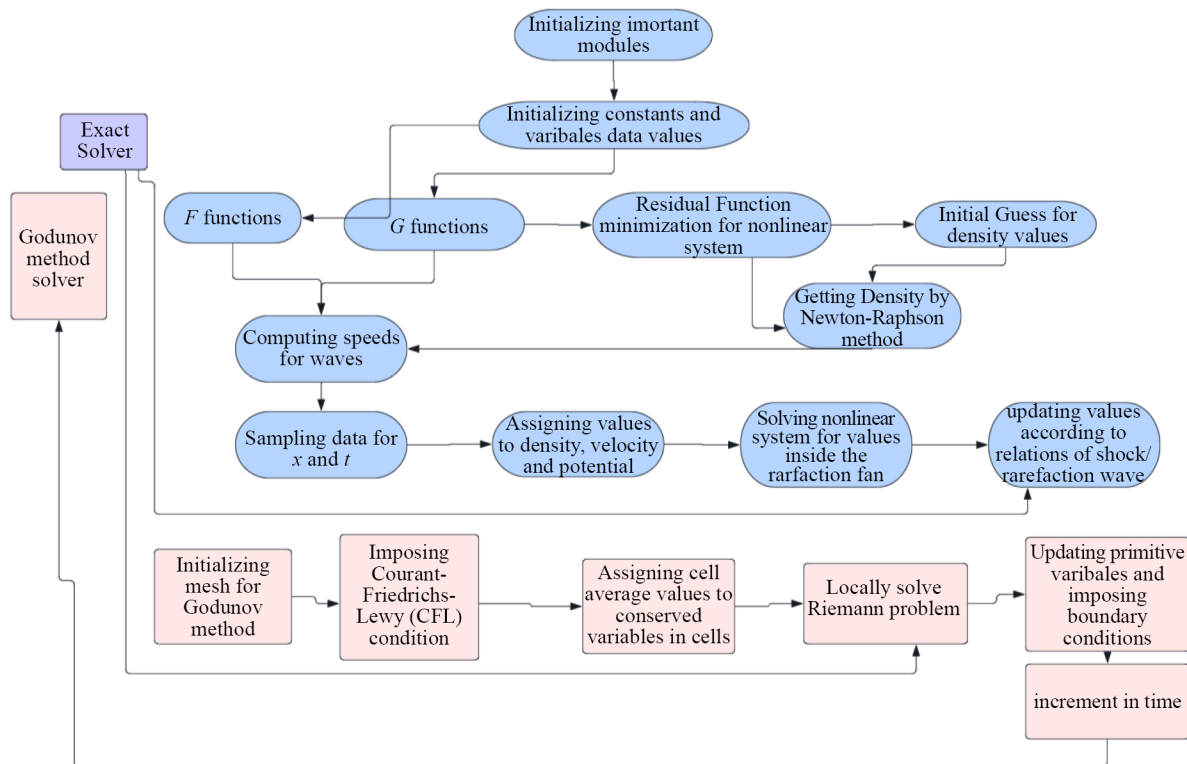 Initializing imortant
modules
Initializing constants and
varibales data values
Exact
Solver
Godunov
method
solver
F functions
G functions
Residual Function
minimization for nonlinear
system
Initial Guess for
density values
Getting Density by
Newton-Raphson
method
Computing speeds
for waves
Sampling data for
x and t
Assigning values
to density, velocity
and potential
Solving nonlinear
system for values
inside the
rarfaction fan
updating values
according to
relations of shock/
rarefaction wave
Initializing
mesh for
Godunov
method
Imposing
Courant-
Friedrichs-
Lewy (CFL)
condition
Assigning cell
average values to
conserved
variables in cells
Locally solve
Riemann problem
Updating primitive
varibales and
imposing
boundary
conditions
increment in time